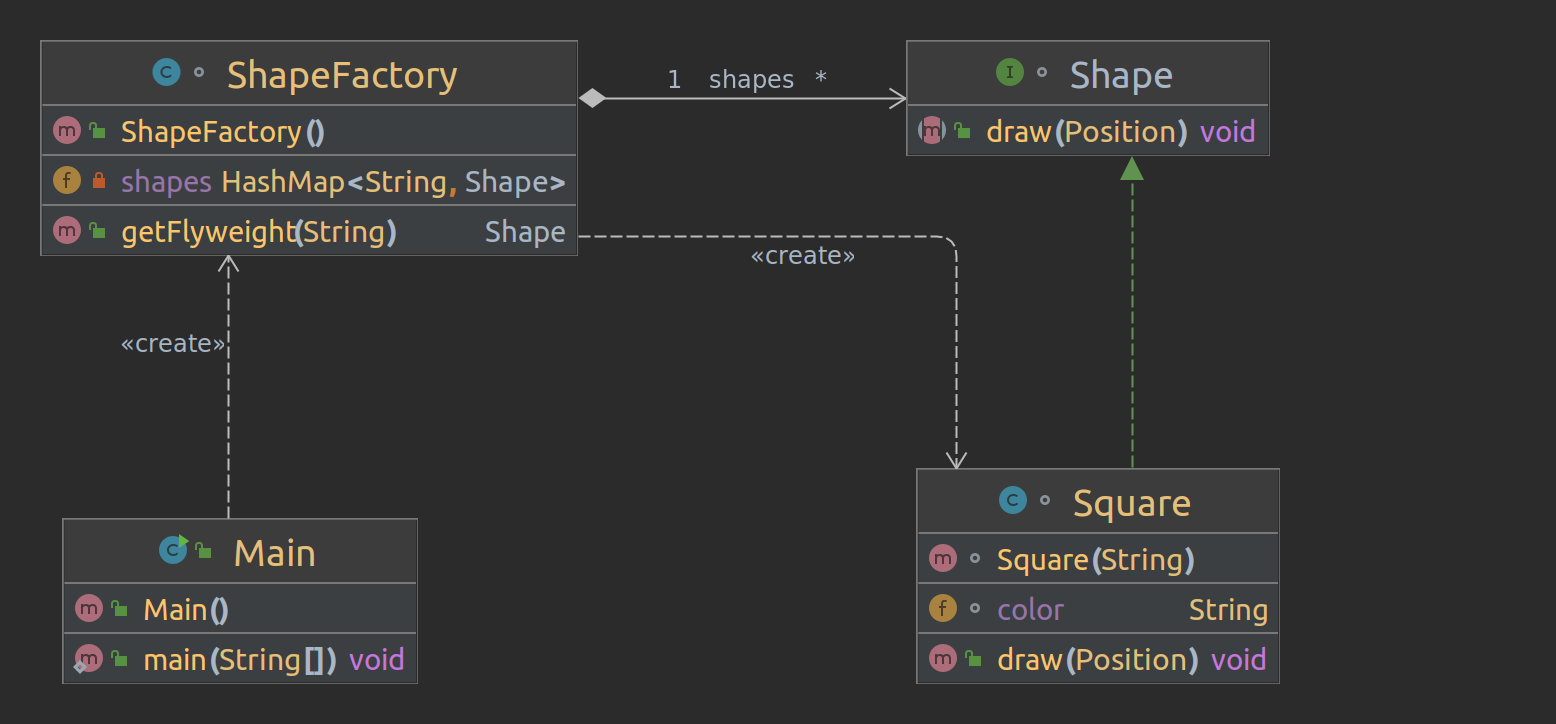 ShapeFactory
ShapeFactory()
shapes HashMap<String, Shape>
getFlyweight(String) Shape
1 shapes *
Shape
draw(Position) void
«create»
«create»
Main
Main()
main(String[]) void
Square
Square(String)
color String
draw(Position) void